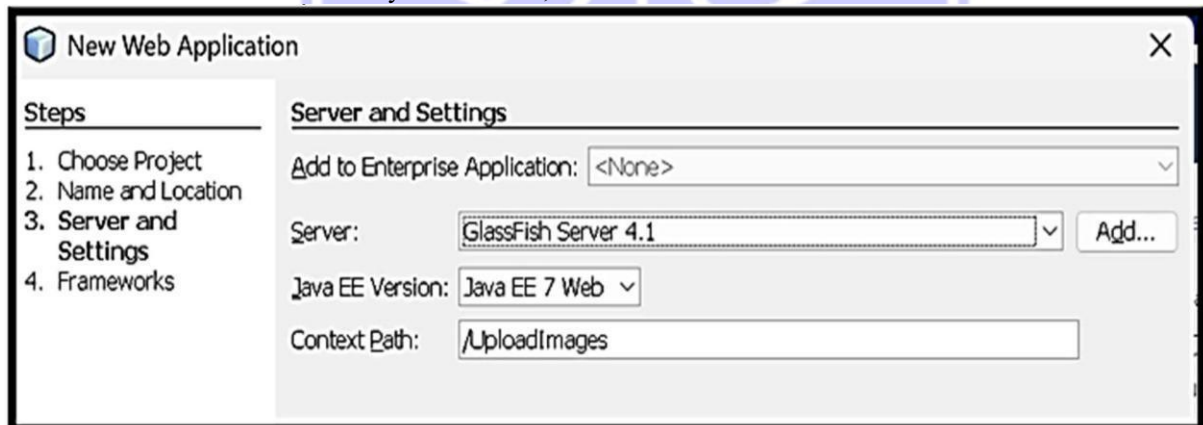 New Web Application
Steps
1. Choose Project
2. Name and Location
3. Server and
Settings
4. Frameworks
Server and Settings
Add to Enterprise Application: <None>
Server: GlassFish Server 4.1 Add...
Java EE Version: Java EE 7 Web
Context Path: /UploadImages